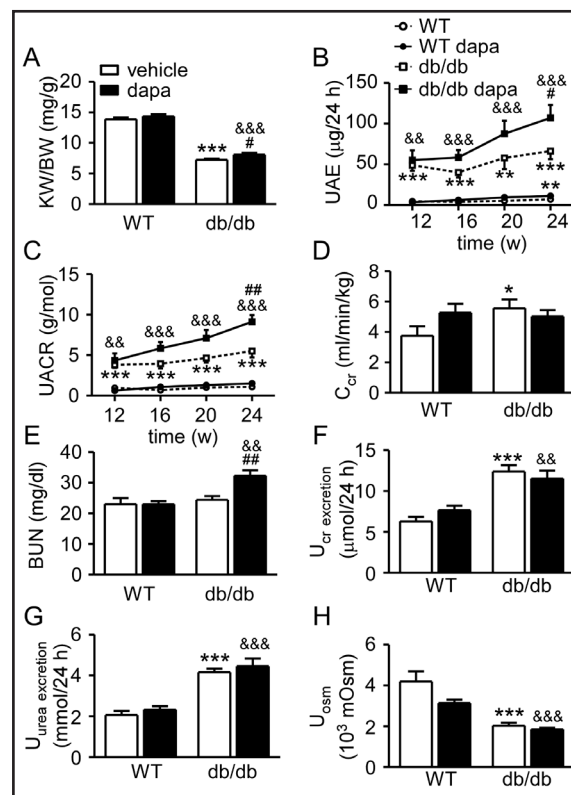 A
vehicle
dapa
KW/BW (mg/g)
20
15
10
5
0
***
&&&
#
WT
db/db
B
WT
WT dapa
db/db
db/db dapa
UAE (µg/24 h)
150
100
50
0
&&
&&&
&&&
&&&
#
***
***
**
***
**
12 16 20 24
time (w)
C
UACR (g/mol)
15
10
5
0
&&
&&&
&&&
##
&&&
***
***
***
***
12 16 20 24
time (w)
D
Ccr (ml/min/kg)
8
6
4
2
0
*
WT
db/db
E
BUN (mg/dl)
40
30
20
10
0
&&
##
WT
db/db
F
Ucr excretion
(µmol/24 h)
15
10
5
0
***
&&
WT
db/db
G
Uurea excretion
(mmol/24 h)
6
4
2
0
***
&&&
WT
db/db
H
Uosm
(10³ mOsm)
6
4
2
0
***
&&&
WT
db/db